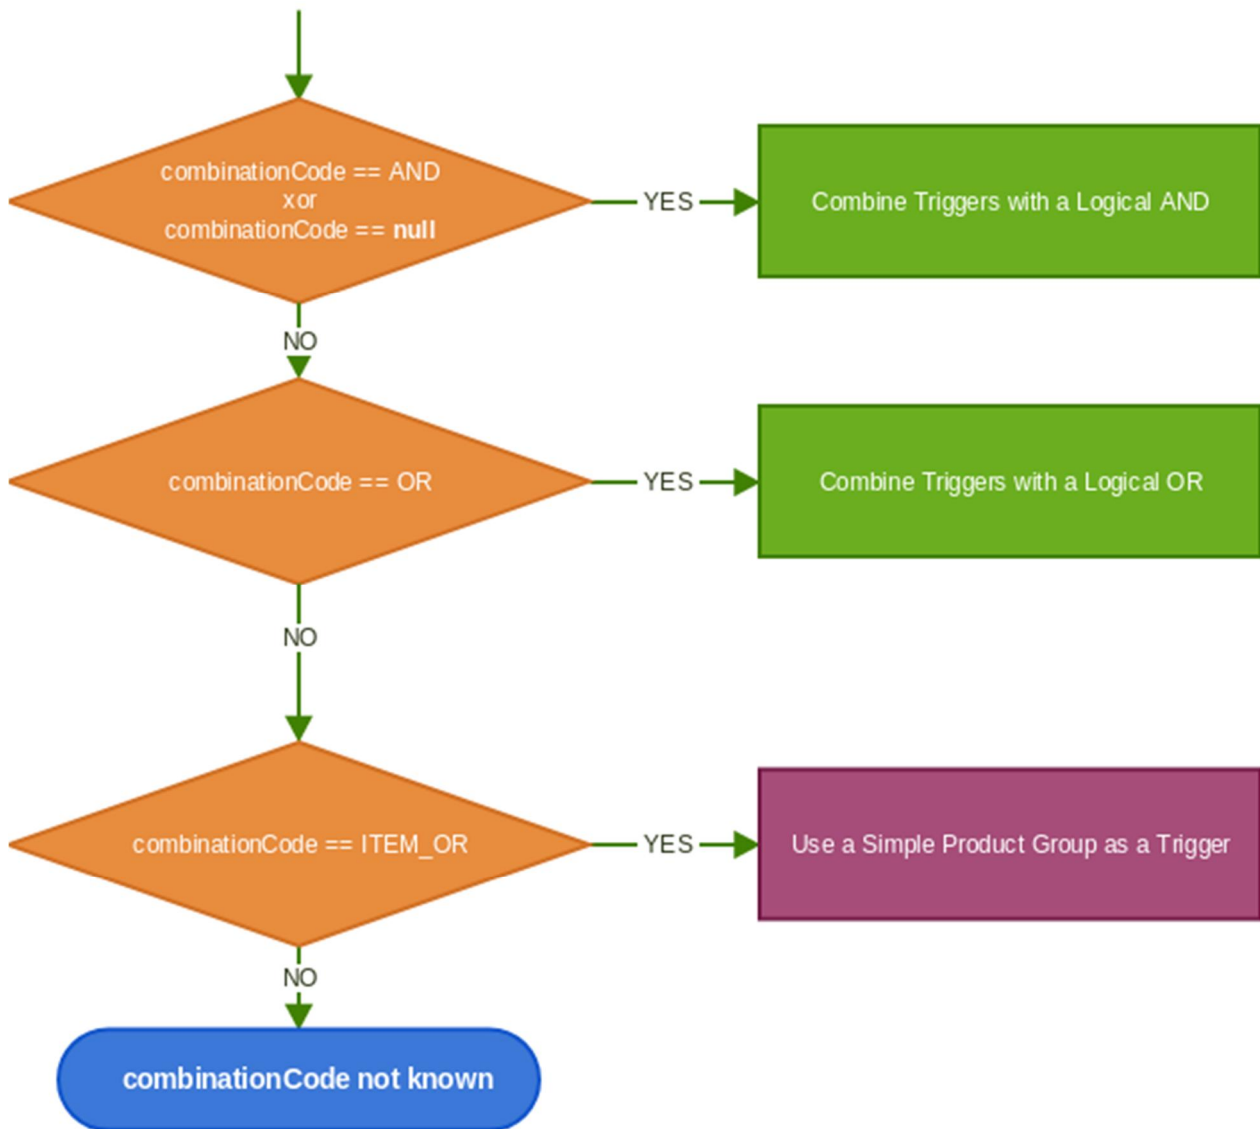 combinationCode == AND
xor
combinationCode == null
YES
Combine Triggers with a Logical AND
NO
combinationCode == OR
YES
Combine Triggers with a Logical OR
NO
combinationCode == ITEM_OR
YES
Use a Simple Product Group as a Trigger
NO
combinationCode not known